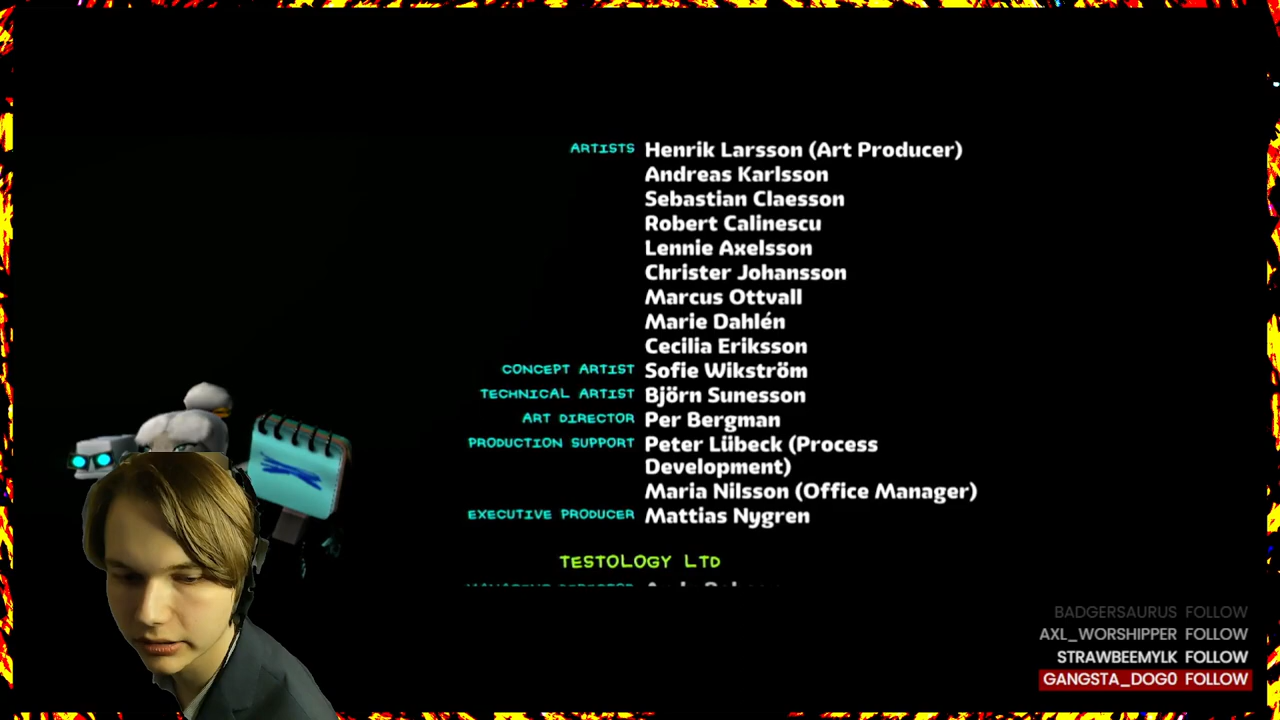 ARTISTS Henrik Larsson (Art Producer)
Andreas Karlsson
Sebastian Claesson
Robert Calinescu
Lennie Axelsson
Christer Johansson
Marcus Ottvall
Marie Dahlén
Cecilia Eriksson
CONCEPT ARTIST Sofie Wikström
TECHNICAL ARTIST Björn Sunesson
ART DIRECTOR Per Bergman
PRODUCTION SUPPORT Peter Lübeck (Process
Development)
Maria Nilsson (Office Manager)
EXECUTIVE PRODUCER Mattias Nygren
TESTOLOGY LTD
BADGERSAURUS FOLLOW
AXL_WORSHIPPER FOLLOW
STRAWBEEMYLK FOLLOW
GANGSTA_DOG0 FOLLOW